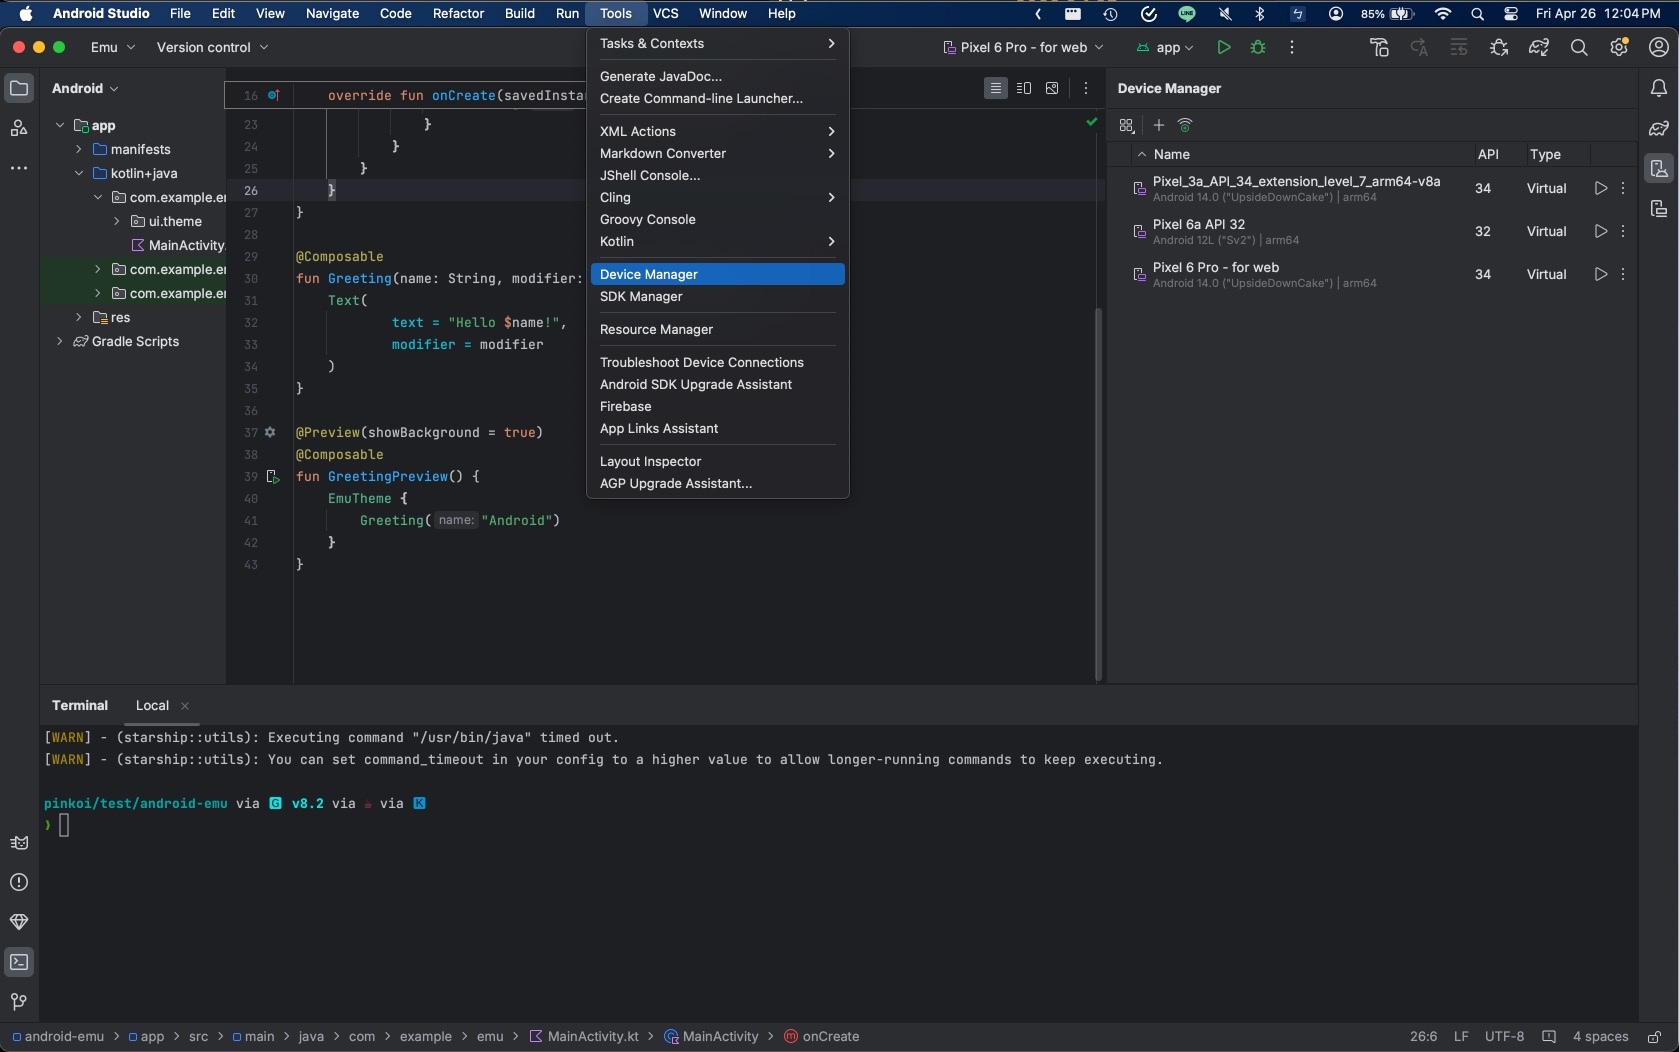 Android Studio File Edit View Navigate Code Refactor Build Run Tools VCS Window Help LINE 85% Fri Apr 26 12:04 PM
Emu Version control Pixel 6 Pro - for web app
Android
app
manifests
kotlin+java
com.example.e
ui.theme
MainActivity.
com.example.e
com.example.e
res
Gradle Scripts
16 override fun onCreate(savedInsta
23 }
24 }
25 }
26 }
27 }
28
29 @Composable
30 fun Greeting(name: String, modifier:
31 Text(
32 text = "Hello $name!",
33 modifier = modifier
34 )
35 }
36
37 @Preview(showBackground = true)
38 @Composable
39 fun GreetingPreview() {
40 EmuTheme {
41 Greeting( name: "Android")
42 }
43 }
Tasks & Contexts
Generate JavaDoc...
Create Command-line Launcher...
XML Actions
Markdown Converter
JShell Console...
Cling
Groovy Console
Kotlin
Device Manager
SDK Manager
Resource Manager
Troubleshoot Device Connections
Android SDK Upgrade Assistant
Firebase
App Links Assistant
Layout Inspector
AGP Upgrade Assistant...
Device Manager
Name API Type
Pixel_3a_API_34_extension_level_7_arm64-v8a 34 Virtual
Android 14.0 ("UpsideDownCake") | arm64
Pixel 6a API 32 32 Virtual
Android 12L ("Sv2") | arm64
Pixel 6 Pro - for web 34 Virtual
Android 14.0 ("UpsideDownCake") | arm64
Terminal Local
[WARN] - (starship::utils): Executing command "/usr/bin/java" timed out.
[WARN] - (starship::utils): You can set command_timeout in your config to a higher value to allow longer-running commands to keep executing.
pinkoi/test/android-emu via G v8.2 via via K
android-emu > app > src > main > java > com > example > emu > MainActivity.kt > MainActivity > onCreate 26:6 LF UTF-8 4 spaces